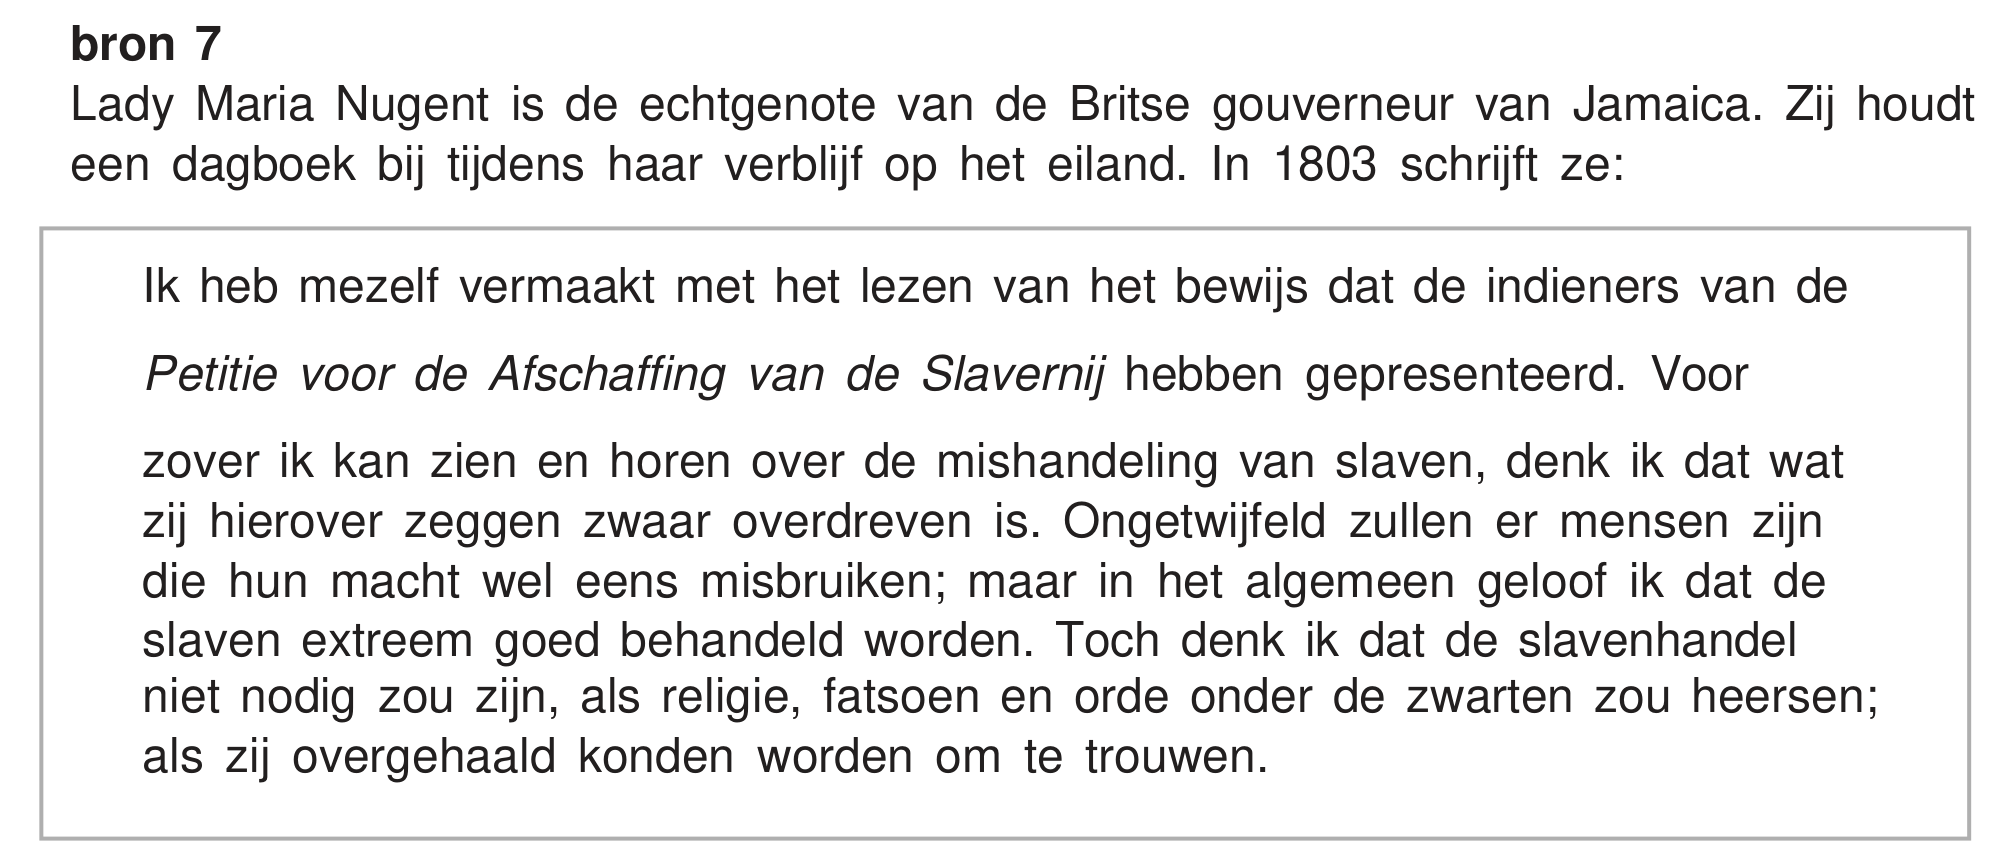 bron 7
Lady Maria Nugent is de echtgenote van de Britse gouverneur van Jamaica. Zij houdt
een dagboek bij tijdens haar verblijf op het eiland. In 1803 schrijft ze:
Ik heb mezelf vermaakt met het lezen van het bewijs dat de indieners van de
Petitie voor de Afschaffing van de Slavernij hebben gepresenteerd. Voor
zover ik kan zien en horen over de mishandeling van slaven, denk ik dat wat
zij hierover zeggen zwaar overdreven is. Ongetwijfeld zullen er mensen zijn
die hun macht wel eens misbruiken; maar in het algemeen geloof ik dat de
slaven extreem goed behandeld worden. Toch denk ik dat de slavenhandel
niet nodig zou zijn, als religie, fatsoen en orde onder de zwarten zou heersen;
als zij overgehaald konden worden om te trouwen.